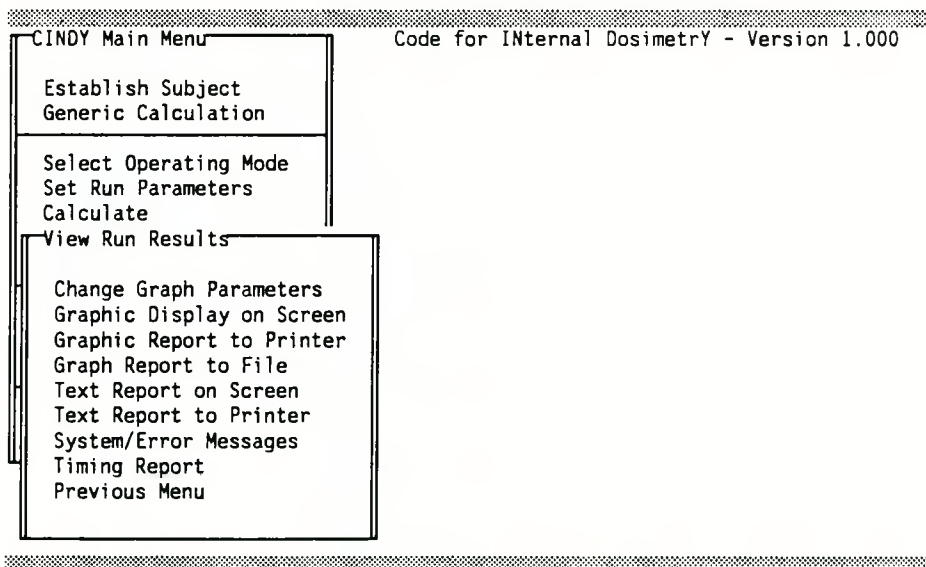 CINDY Main Menu Code for INternal DosimetrY - Version 1.000
Establish Subject
Generic Calculation
Select Operating Mode
Set Run Parameters
Calculate
View Run Results
Change Graph Parameters
Graphic Display on Screen
Graphic Report to Printer
Graph Report to File
Text Report on Screen
Text Report to Printer
System/Error Messages
Timing Report
Previous Menu